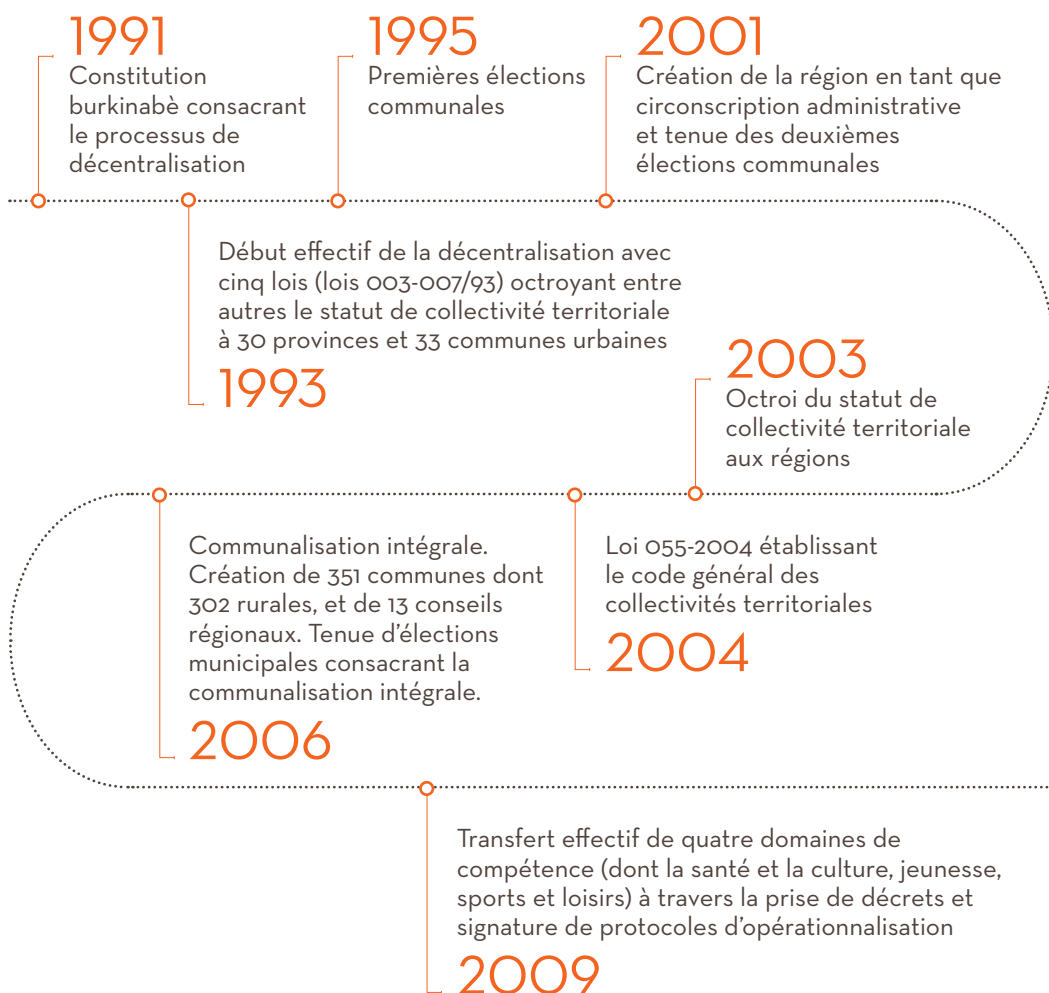 1991
Constitution
burkinabè consacrant
le processus de
décentralisation
1993
Début effectif de la décentralisation avec
cinq lois (lois 003-007/93) octroyant entre
autres le statut de collectivité territoriale
à 30 provinces et 33 communes urbaines
1995
Premières élections
communales
2001
Création de la région en tant que
circonscription administrative
et tenue des deuxièmes
élections communales
2003
Octroi du statut de
collectivité territoriale
aux régions
Loi 055-2004 établissant
le code général des
collectivités territoriales
2004
Communalisation intégrale.
Création de 351 communes dont
302 rurales, et de 13 conseils
régionaux. Tenue d’élections
municipales consacrant la
communalisation intégrale.
2006
Transfert effectif de quatre domaines de
compétence (dont la santé et la culture, jeunesse,
sports et loisirs) à travers la prise de décrets et
signature de protocoles d’opérationnalisation
2009